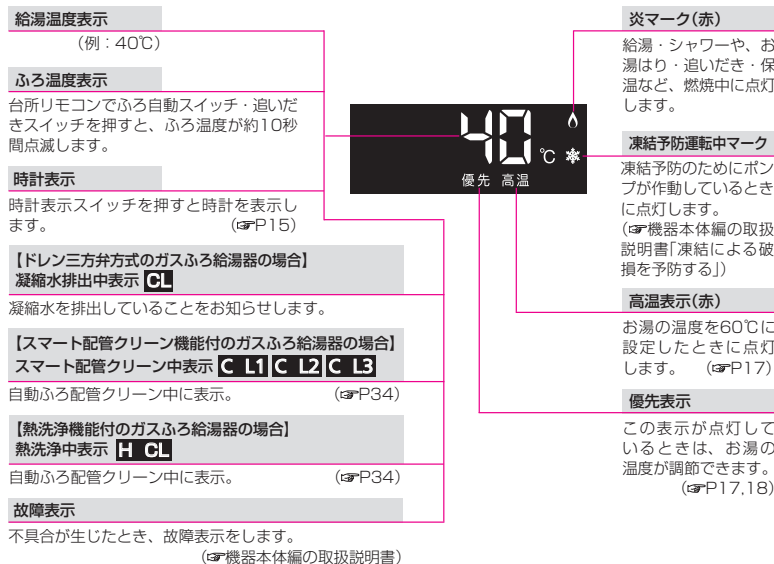 給湯温度表示
(例：40℃)
ふろ温度表示
台所リモコンでふろ自動スイッチ・追いだ
きスイッチを押すと、ふろ温度が約10秒
間点滅します。
時計表示
時計表示スイッチを押すと時計を表示し
ます。 (☞P15)
【ドレン三方弁方式のガスふろ給湯器の場合】
凝縮水排出中表示 CL
凝縮水を排出していることをお知らせします。
【スマート配管クリーン機能付のガスふろ給湯器の場合】
スマート配管クリーン中表示 C L1 C L2 C L3
自動ふろ配管クリーン中に表示。 (☞P34)
【熱洗浄機能付のガスふろ給湯器の場合】
熱洗浄中表示 H CL
自動ふろ配管クリーン中に表示。 (☞P34)
故障表示
不具合が生じたとき、故障表示をします。
(☞機器本体編の取扱説明書)
40 ℃
優先 高温
炎マーク(赤)
給湯・シャワーや、お
湯はり・追いだき・保
温など、燃焼中に点灯
します。
凍結予防運転中マーク
凍結予防のためにポン
プが作動しているとき
に点灯します。
(☞機器本体編の取扱
説明書「凍結による破
損を予防する」)
高温表示(赤)
お湯の温度を60℃に
設定したときに点灯
します。 (☞P17)
優先表示
この表示が点灯して
いるときは、お湯の
温度が調節できます。
(☞P17,18)